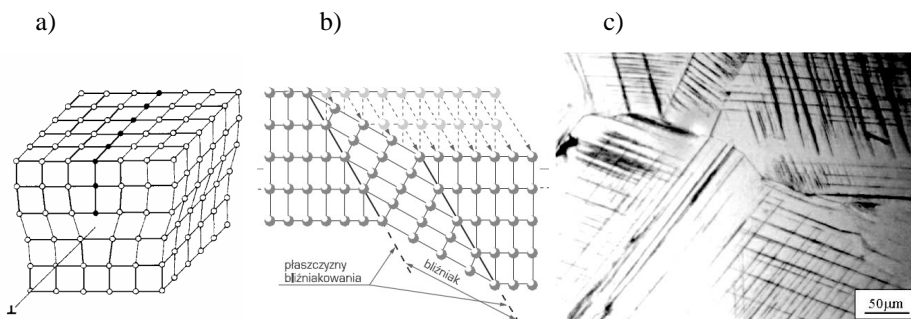 a)
b)
c)
płaszczyzny
bliźniakowania
bliźniak
50µm